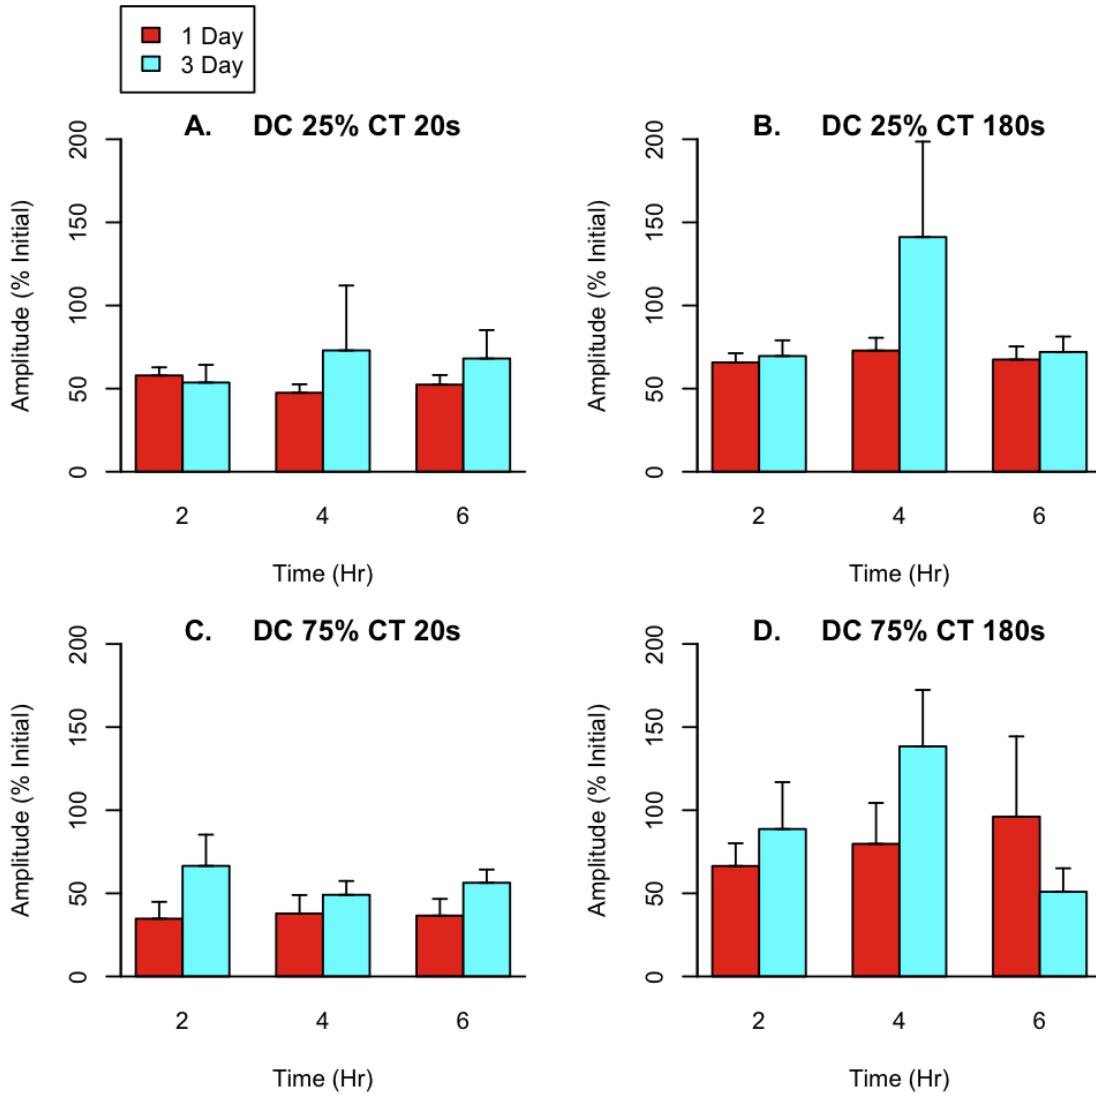 1 Day
3 Day
A. DC 25% CT 20s
Amplitude (% Initial)
200
150
100
50
0
2 4 6
Time (Hr)
B. DC 25% CT 180s
Amplitude (% Initial)
200
150
100
50
0
2 4 6
Time (Hr)
C. DC 75% CT 20s
Amplitude (% Initial)
200
150
100
50
0
2 4 6
Time (Hr)
D. DC 75% CT 180s
Amplitude (% Initial)
200
150
100
50
0
2 4 6
Time (Hr)